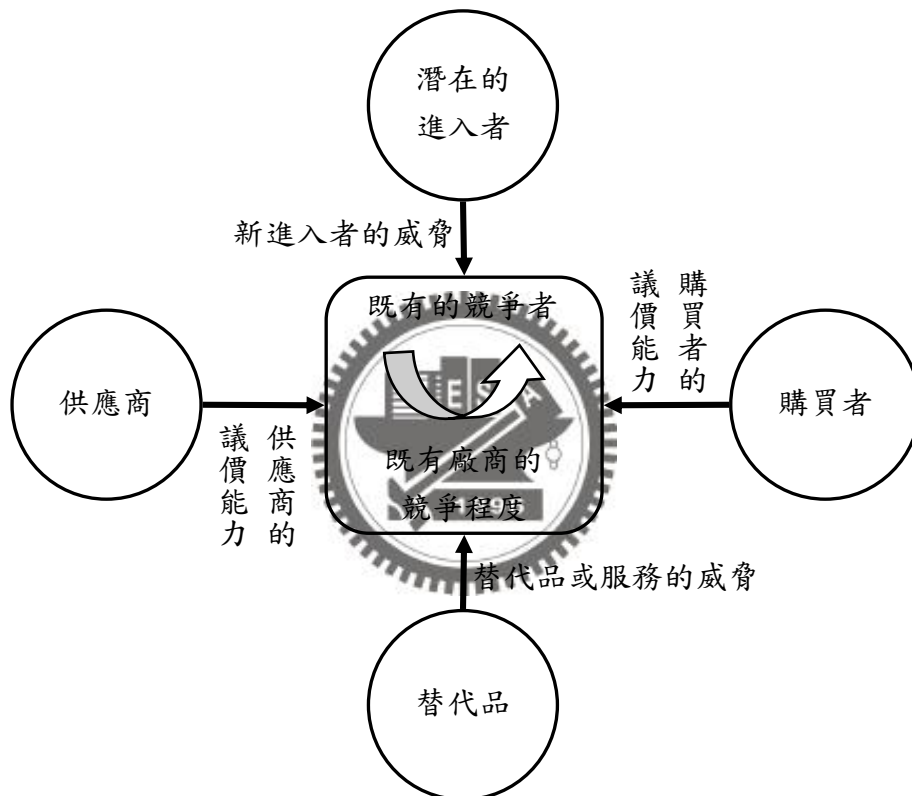 潛在的
進入者
新進入者的威脅
既有的競爭者
購買者的
議價能力
供應商
購買者
供應商的
議價能力
既有廠商的
競爭程度
替代品或服務的威脅
替代品